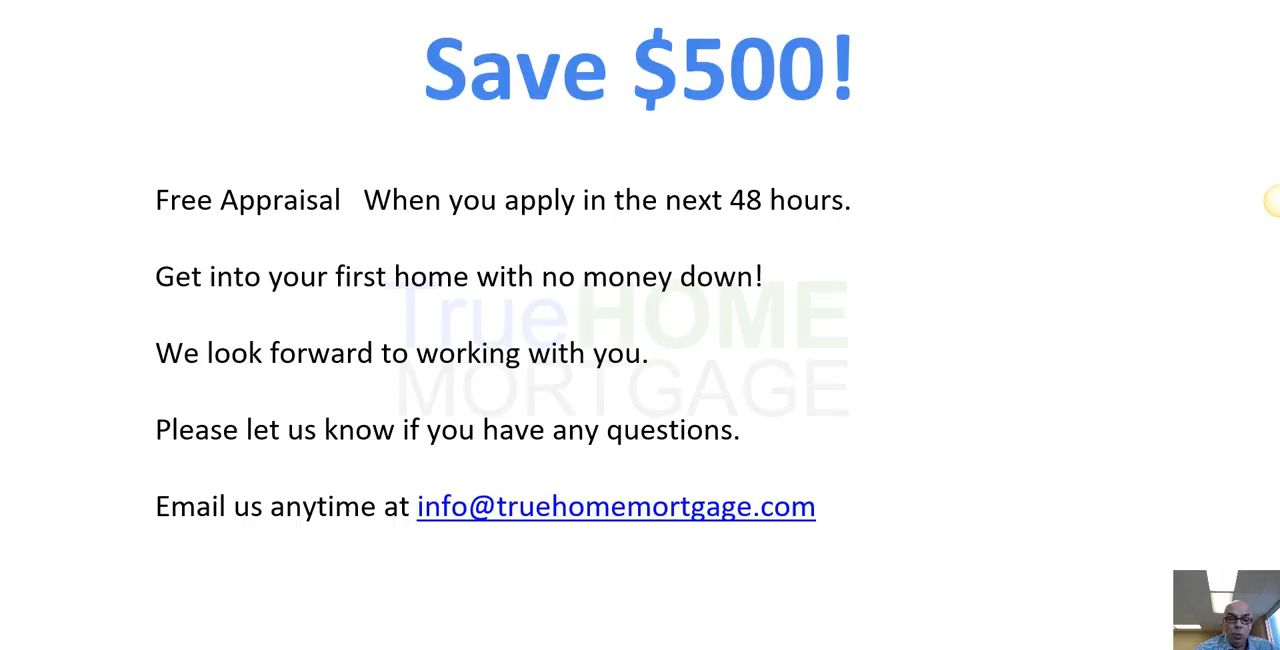 Save $500!
Free Appraisal When you apply in the next 48 hours.
Get into your first home with no money down!
TrueHOME
We look forward to working with you.
MORTGAGE
Please let us know if you have any questions.
Email us anytime at info@truehomemortgage.com